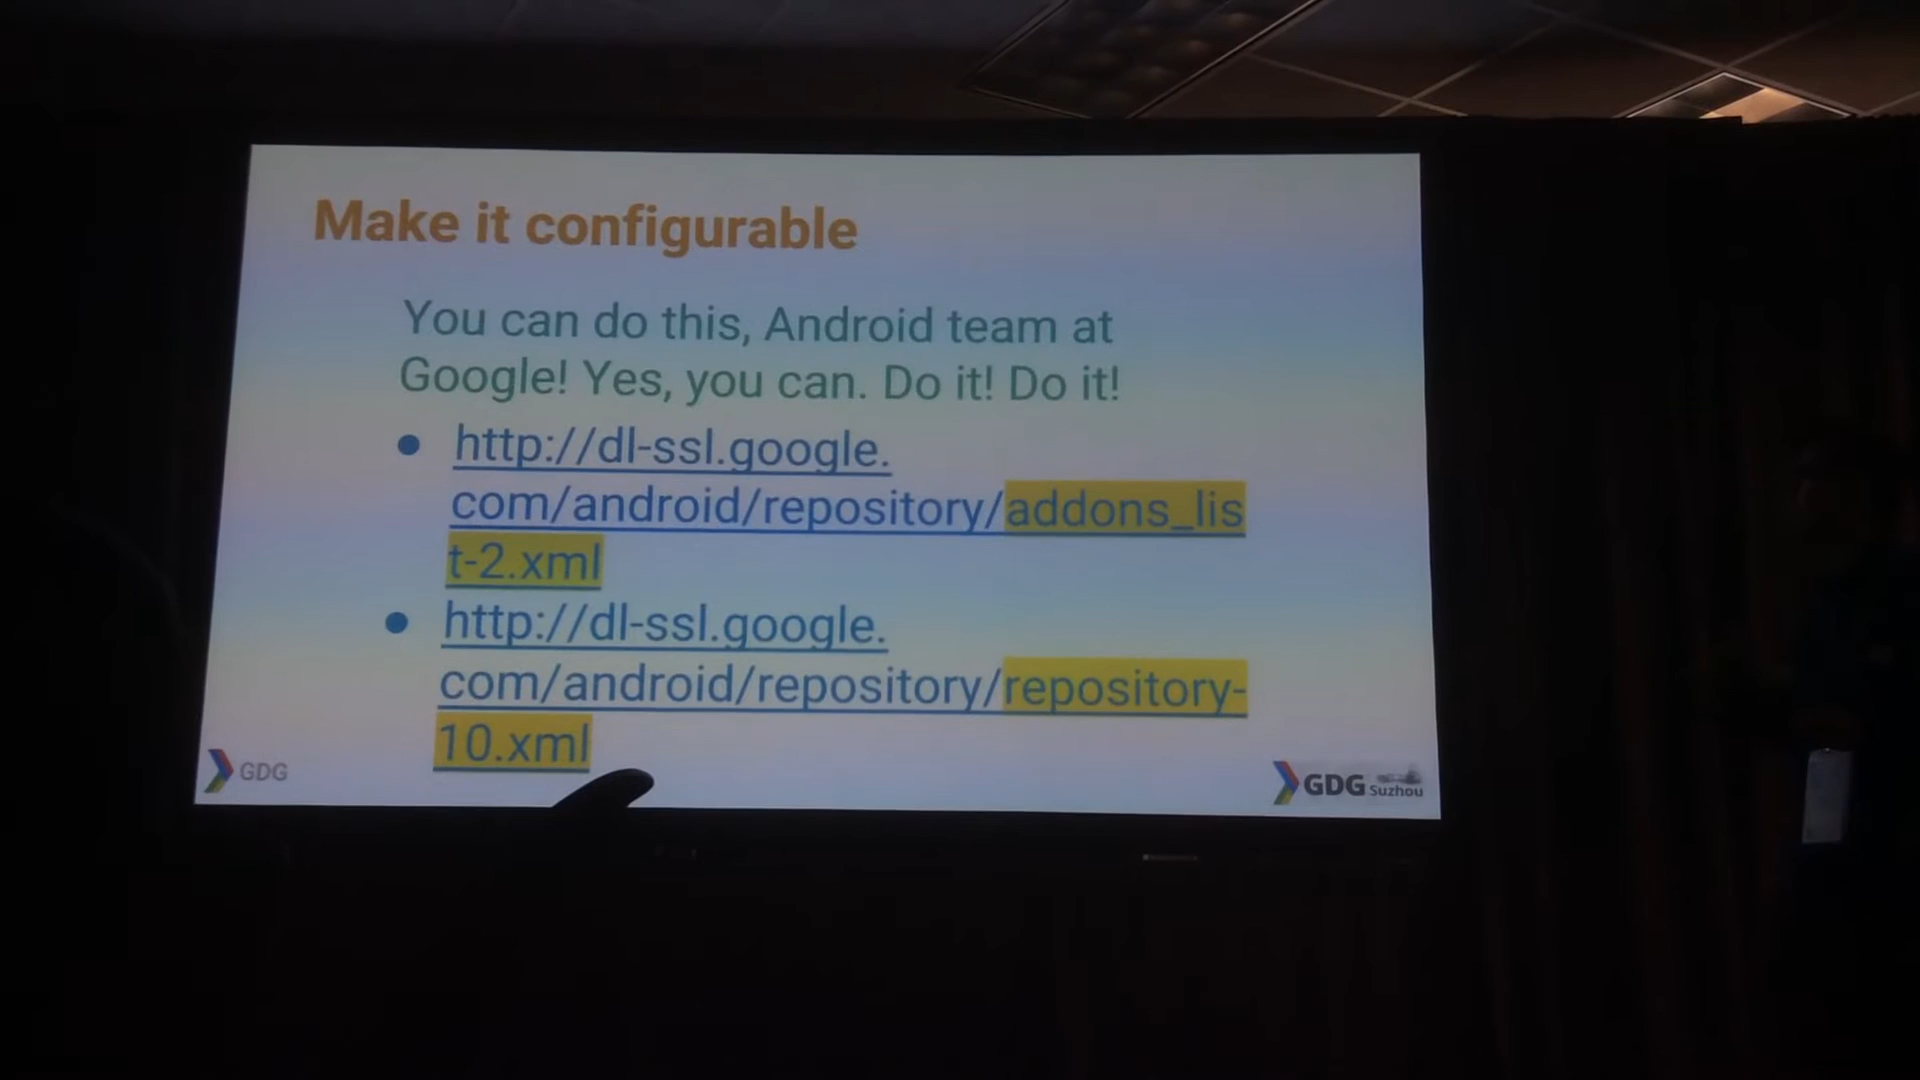 Make it configurable
You can do this, Android team at
Google! Yes, you can. Do it! Do it!
http://dl-ssl.google.
com/android/repository/addons_lis
t-2.xml
http://dl-ssl.google.
com/android/repository/repository-
10.xml
GDG
GDG Suzhou